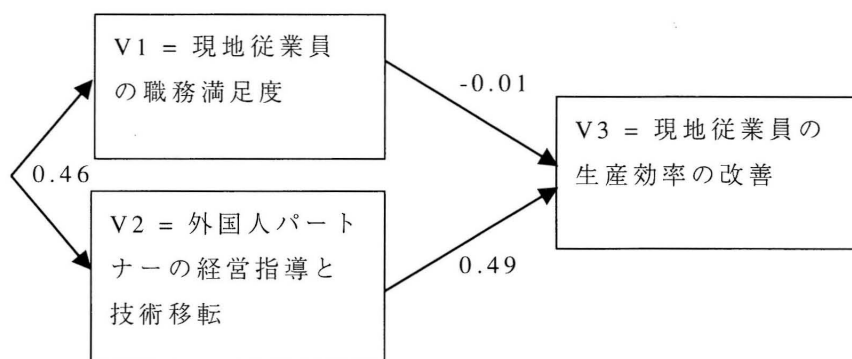 V1 = 現地従業員
の職務満足度
-0.01
V3 = 現地従業員の
生産効率の改善
0.46
V2 = 外国人パート
ナーの経営指導と
技術移転
0.49